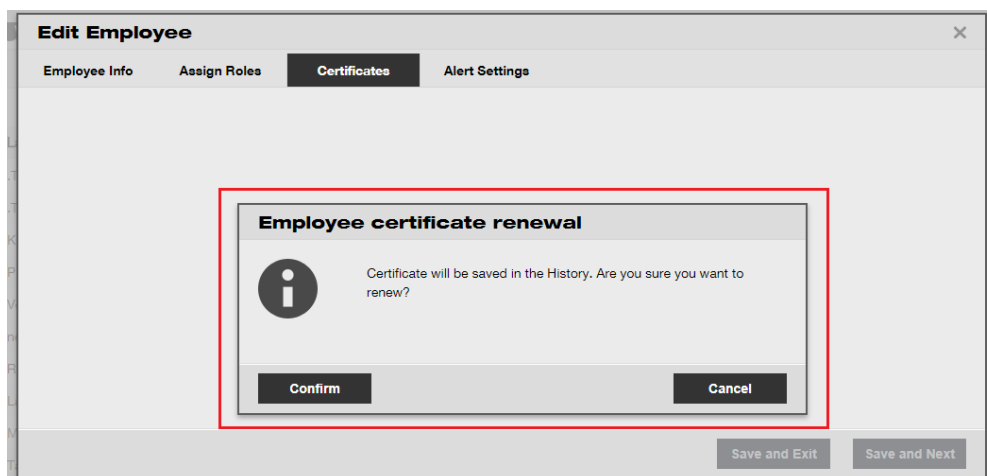 Edit Employee
Employee Info Assign Roles Certificates Alert Settings
Employee certificate renewal
Certificate will be saved in the History. Are you sure you want to
renew?
Confirm Cancel
Save and Exit Save and Next